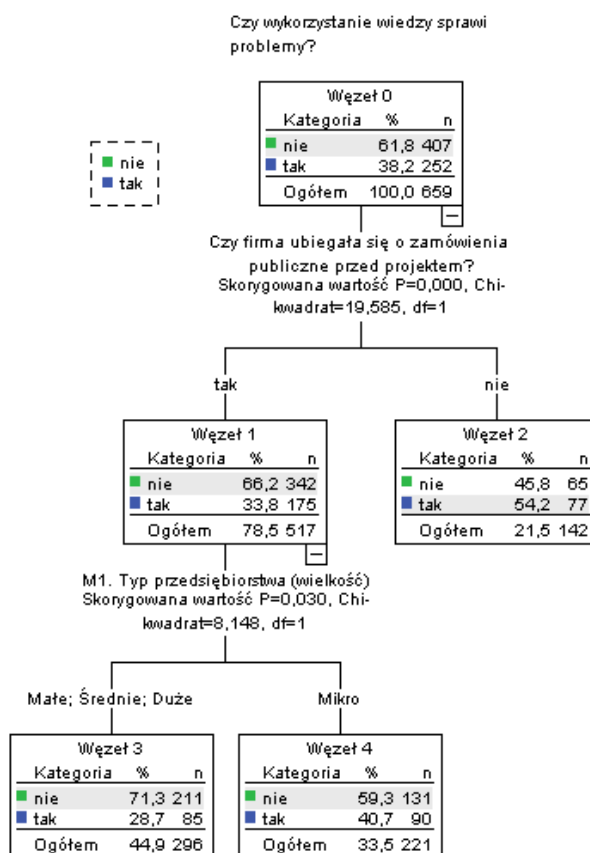 Czy wykorzystanie wiedzy sprawi
problemy?
nie
tak
Węzeł 0
Kategoria % n
nie 61,8 407
tak 38,2 252
Ogółem 100,0 659
Czy firma ubiegała się o zamówienia
publiczne przed projektem?
Skorygowana wartość P=0,000, Chi-
kwadrat=19,585, df=1
tak
nie
Węzeł 1
Kategoria % n
nie 66,2 342
tak 33,8 175
Ogółem 78,5 517
Węzeł 2
Kategoria % n
nie 45,8 65
tak 54,2 77
Ogółem 21,5 142
M1. Typ przedsiębiorstwa (wielkość)
Skorygowana wartość P=0,030, Chi-
kwadrat=8,148, df=1
Małe; Średnie; Duże
Mikro
Węzeł 3
Kategoria % n
nie 71,3 211
tak 28,7 85
Ogółem 44,9 296
Węzeł 4
Kategoria % n
nie 59,3 131
tak 40,7 90
Ogółem 33,5 221